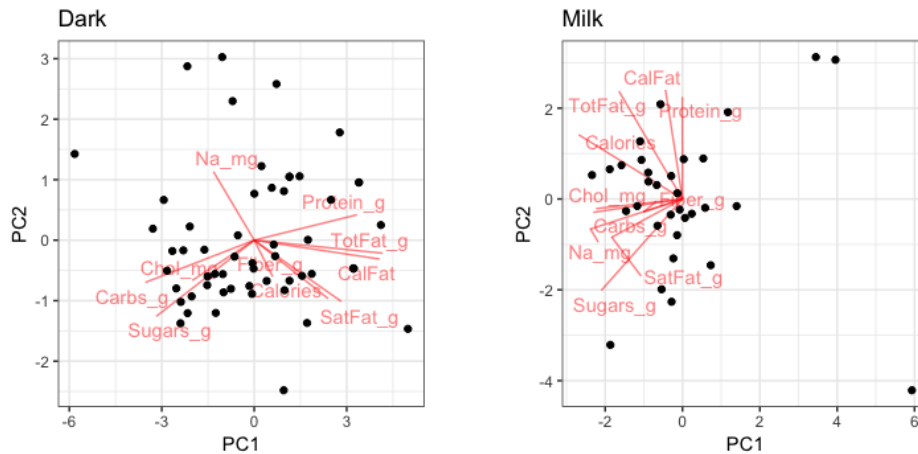 Dark
3
2
1
0
-1
-2
PC2
-6
-3
0
3
PC1
Na_mg
Protein_g
TotFat_g
CalFat
Chol_mg
Fiber_g
Calories
Carbs_g
Sugars_g
SatFat_g
Milk
2
0
-2
-4
PC2
-2
0
2
4
6
PC1
CalFat
TotFat_g
Protein_g
Calories
Chol_mg
Fiber_g
Carbs_g
Na_mg
SatFat_g
Sugars_g